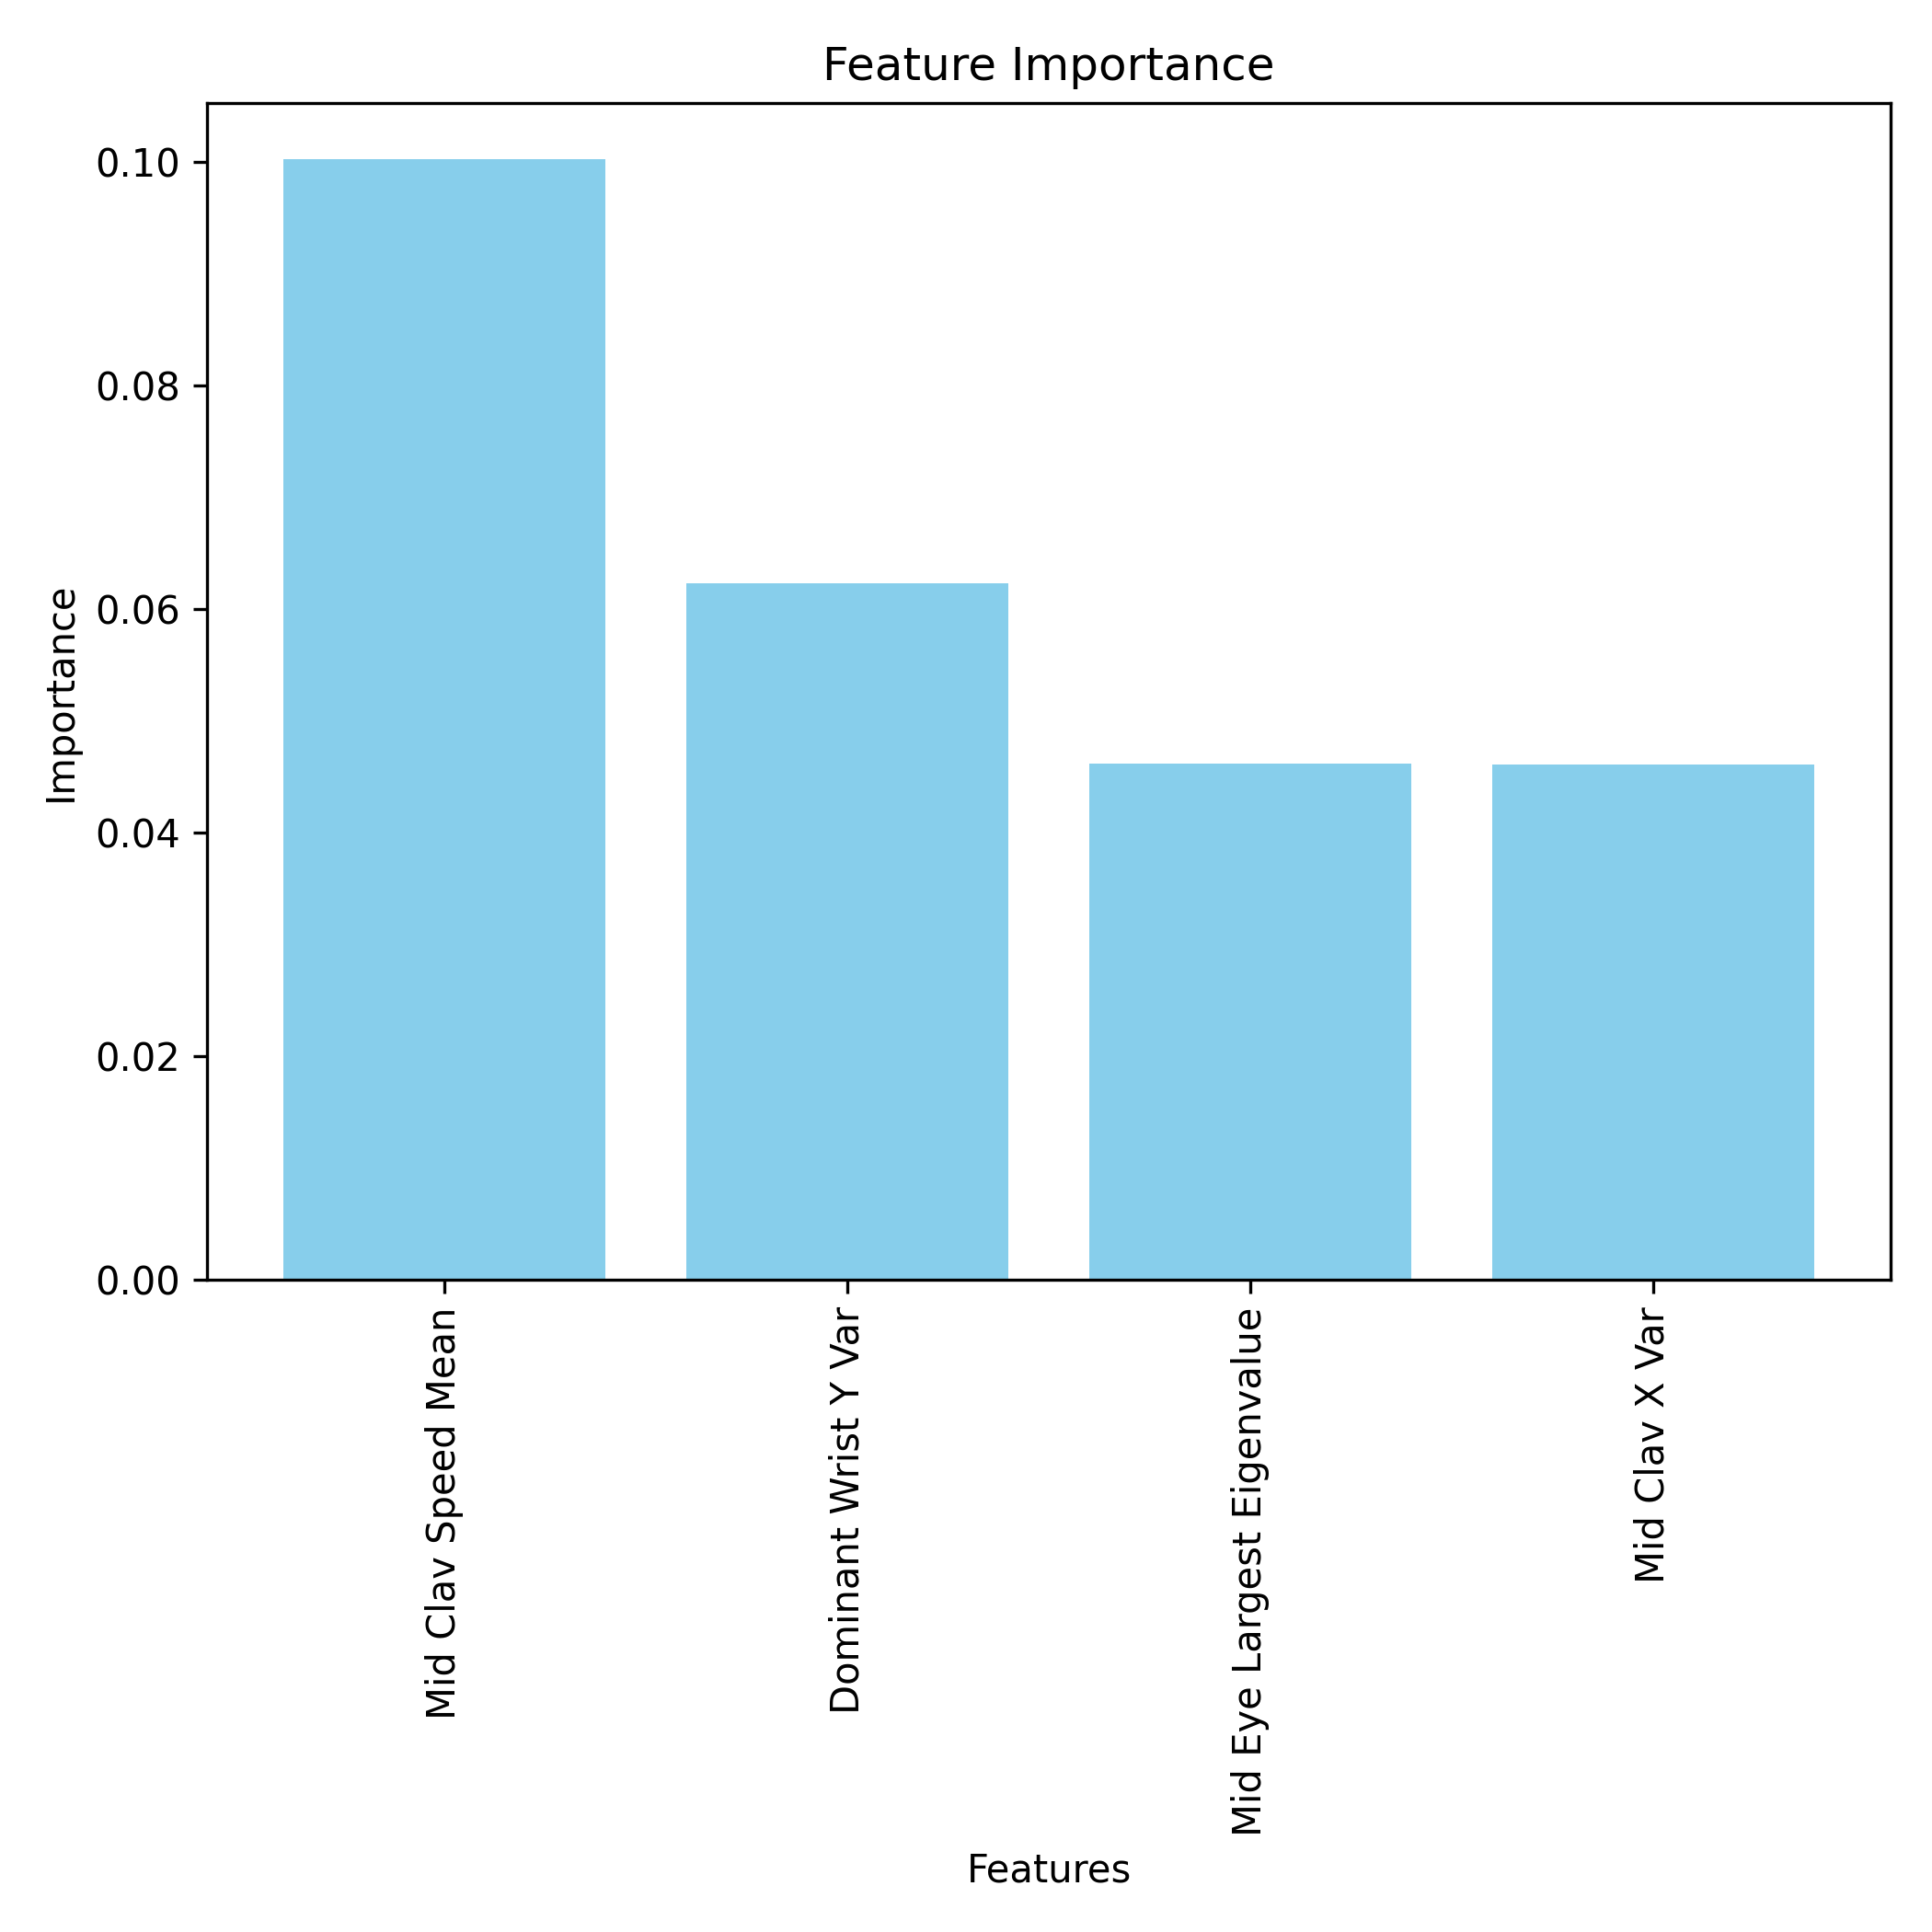 Feature Importance
0.10
0.08
0.06
0.04
0.02
0.00
Importance
Mid Clav Speed Mean
Dominant Wrist Y Var
Mid Eye Largest Eigenvalue
Mid Clav X Var
Features